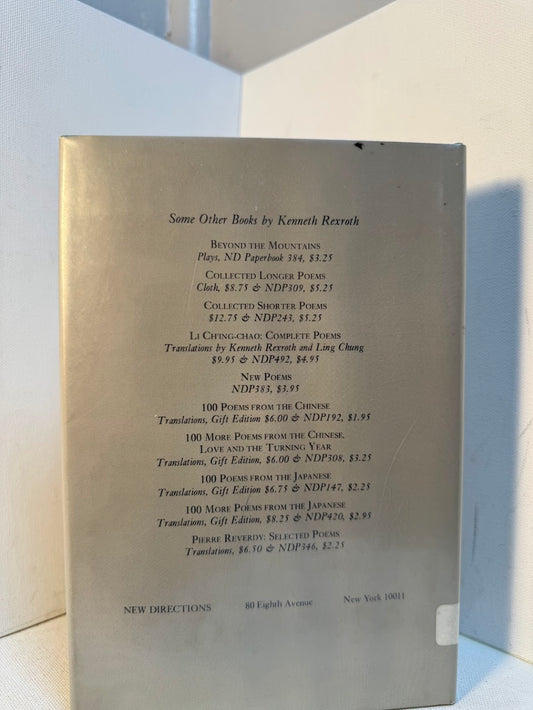 Some Other Books by Kenneth Rexroth
BEYOND THE MOUNTAINS
Plays, ND Paperbook 384, $3.25
COLLECTED LONGER POEMS
Cloth, $8.75 & NDP309, $5.25
COLLECTED SHORTER POEMS
$12.75 & NDP243, $5.25
LI CH'ING-CHAO: COMPLETE POEMS
Translations by Kenneth Rexroth and Ling Chung
$9.95 & NDP492, $4.95
NEW POEMS
NDP383, $3.95
100 POEMS FROM THE CHINESE
Translations, Gift Edition $6.00 & NDP192, $1.95
100 MORE POEMS FROM THE CHINESE,
LOVE AND THE TURNING YEAR
Translations, Gift Edition, $6.00 & NDP308, $3.25
100 POEMS FROM THE JAPANESE
Translations, Gift Edition $6.75 & NDP147, $2.25
100 MORE POEMS FROM THE JAPANESE
Translations, Gift Edition, $8.25 & NDP420, $2.95
PIERRE REVERDY: SELECTED POEMS
Translations, $6.50 & NDP346, $2.25
NEW DIRECTIONS 80 Eighth Avenue New York 10011